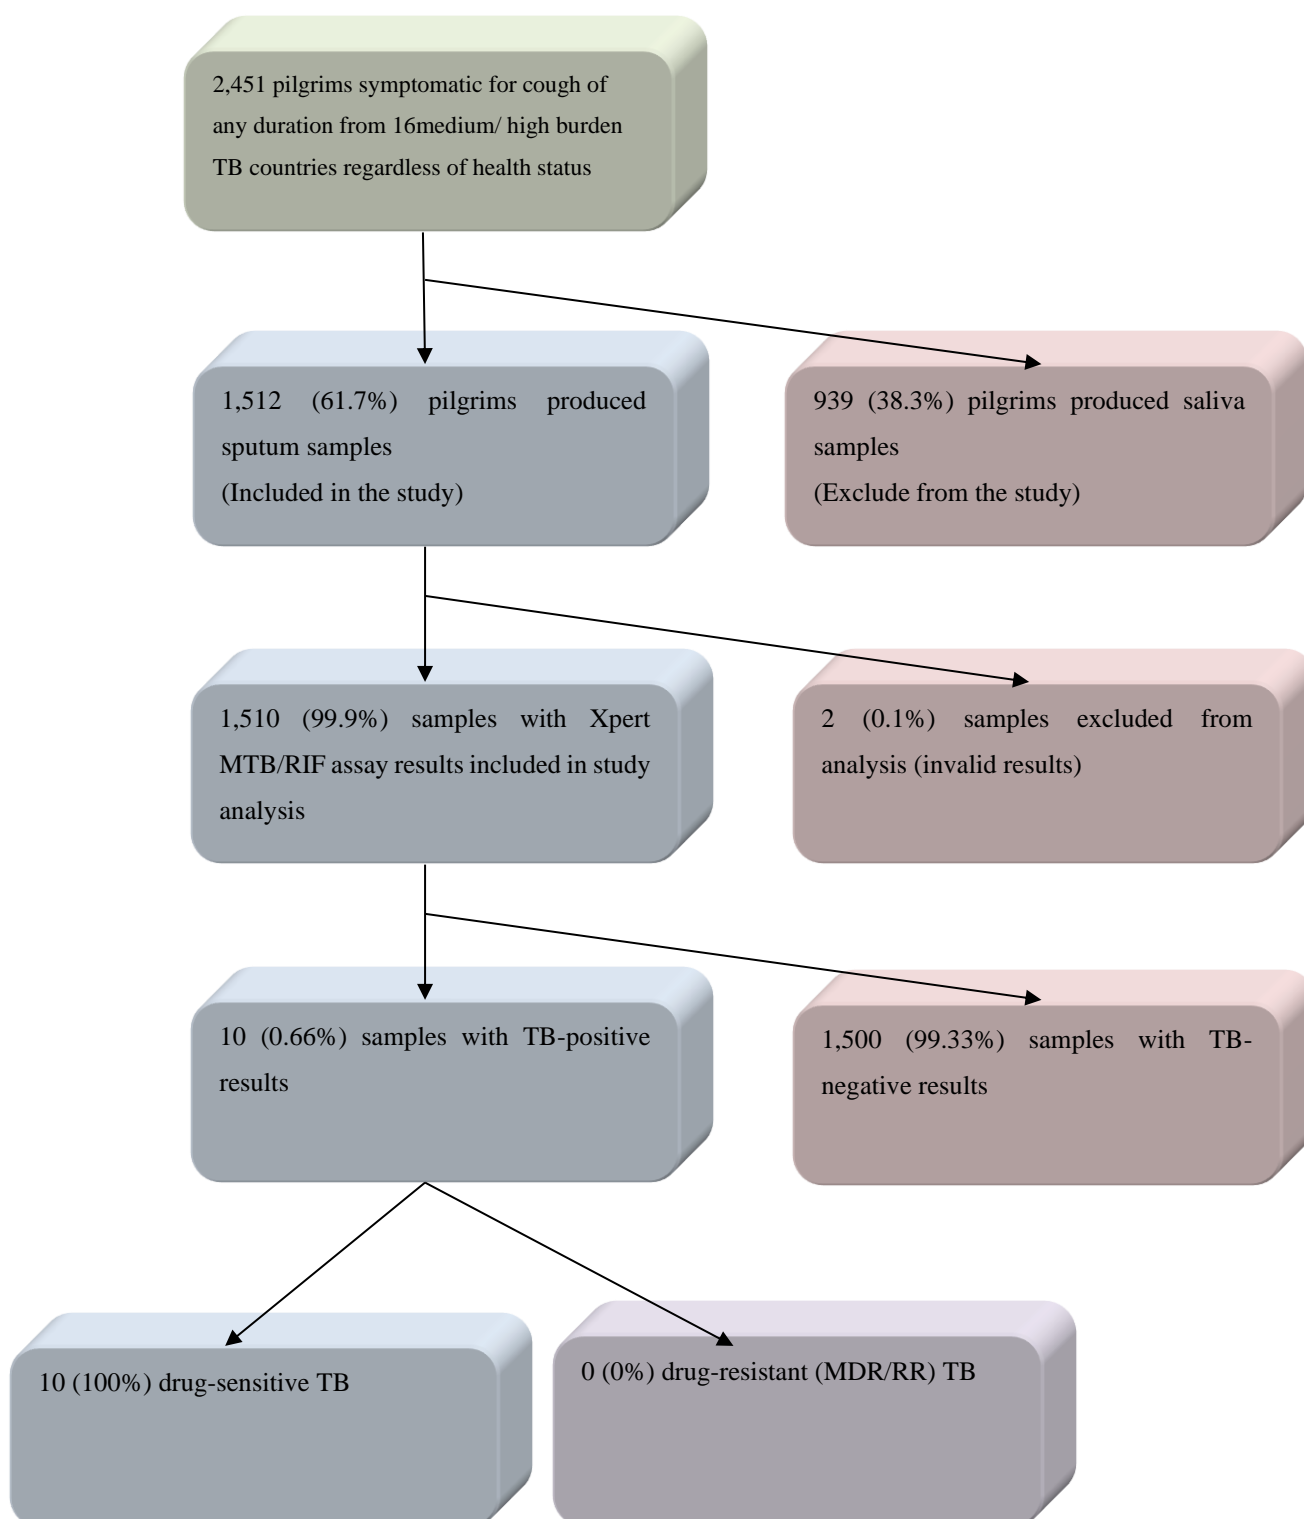 2,451 pilgrims symptomatic for cough of
any duration from 16medium/ high burden
TB countries regardless of health status
1,512 (61.7%) pilgrims produced
sputum samples
(Included in the study)
939 (38.3%) pilgrims produced saliva
samples
(Exclude from the study)
1,510 (99.9%) samples with Xpert
MTB/RIF assay results included in study
analysis
2 (0.1%) samples excluded from
analysis (invalid results)
10 (0.66%) samples with TB-positive
results
1,500 (99.33%) samples with TB-
negative results
10 (100%) drug-sensitive TB
0 (0%) drug-resistant (MDR/RR) TB